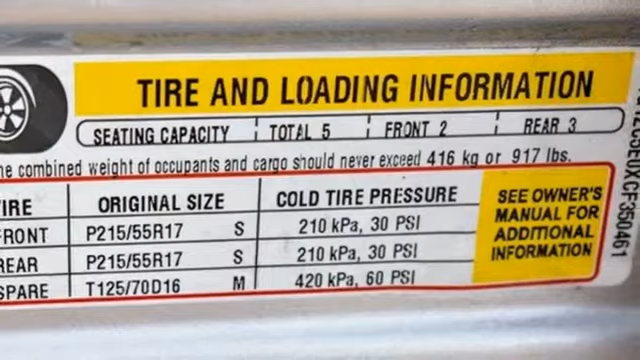 TIRE AND LOADING INFORMATION
SEATING CAPACITY TOTAL 5 FRONT 2 REAR 3
combined weight of occupants and cargo should never exceed 416 kg or 917 lbs.
ORIGINAL SIZE COLD TIRE PRESSURE
P215/55R17 S 210 kPa, 30 PSI
P215/55R17 S 210 kPa, 30 PSI
SPARE T125/70D16 M 420 kPa, 60 PSI
SEE OWNER'S
MANUAL FOR
ADDITIONAL
INFORMATION